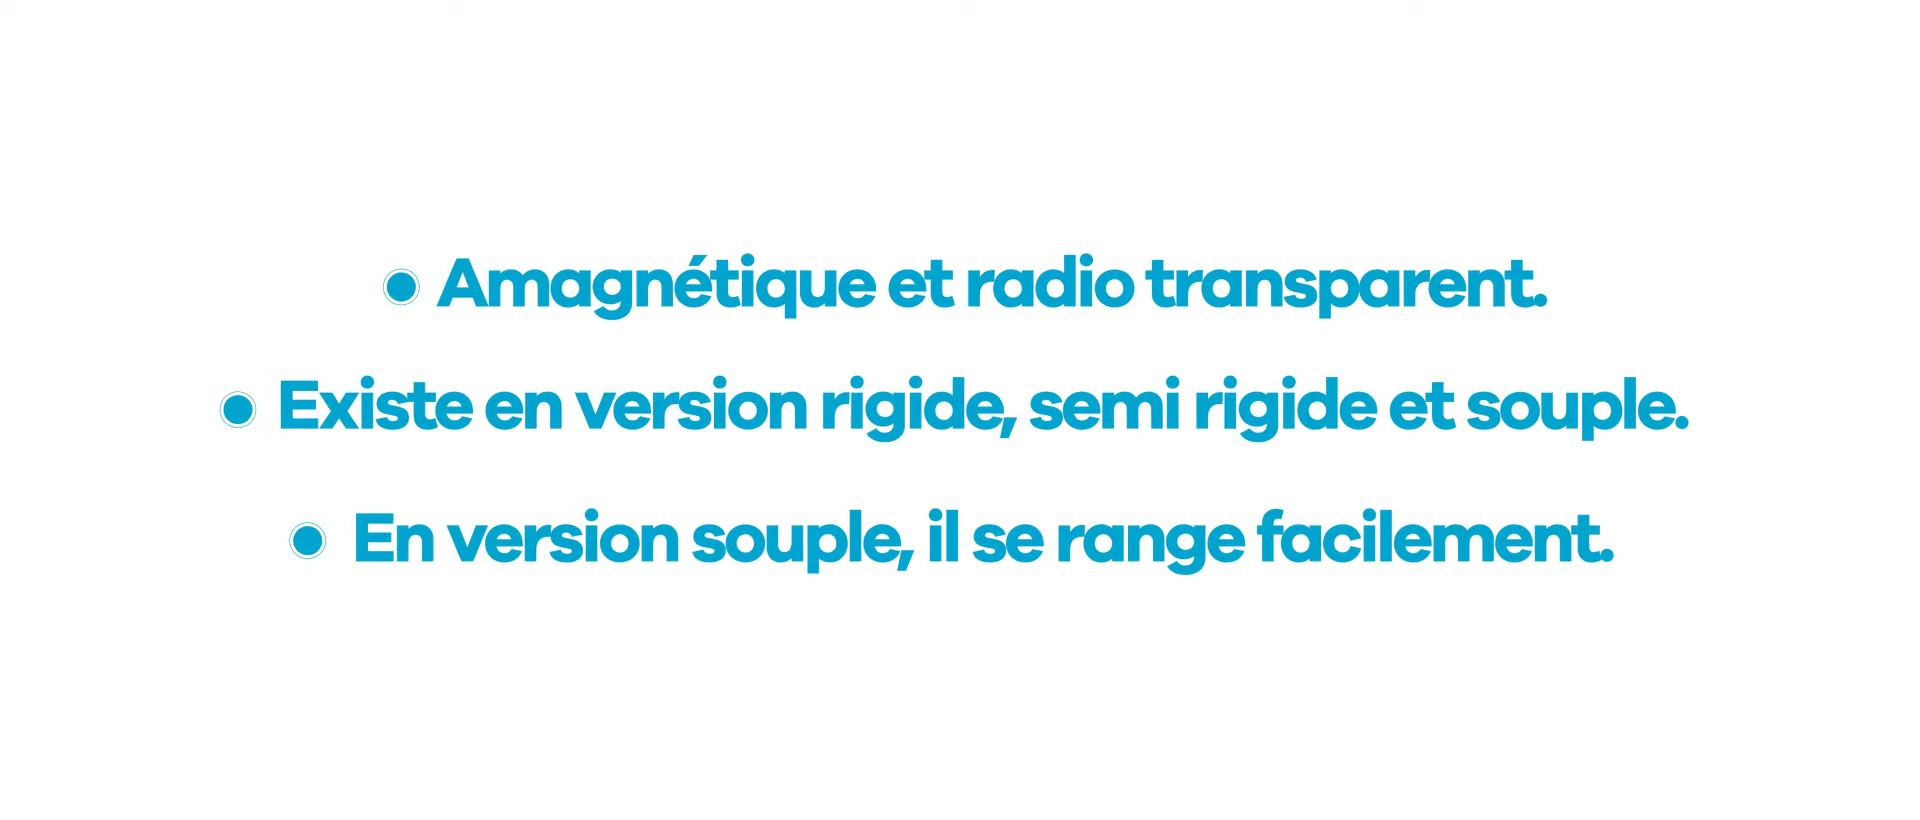 • Amagnétique et radio transparent.
• Existe en version rigide, semi rigide et souple.
• En version souple, il se range facilement.